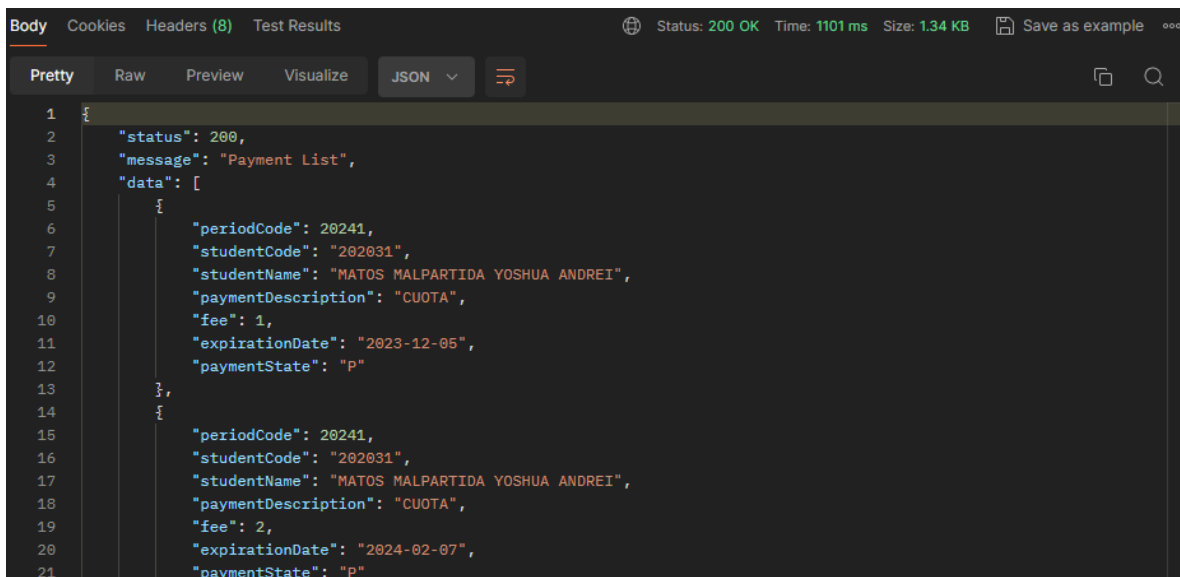 Body Cookies Headers (8) Test Results Status: 200 OK Time: 1101 ms Size: 1.34 KB Save as example
Pretty Raw Preview Visualize JSON
1 {
2 "status": 200,
3 "message": "Payment List",
4 "data": [
5 {
6 "periodCode": 20241,
7 "studentCode": "202031",
8 "studentName": "MATOS MALPARTIDA YOSHUA ANDREI",
9 "paymentDescription": "CUOTA",
10 "fee": 1,
11 "expirationDate": "2023-12-05",
12 "paymentState": "P"
13 },
14 {
15 "periodCode": 20241,
16 "studentCode": "202031",
17 "studentName": "MATOS MALPARTIDA YOSHUA ANDREI",
18 "paymentDescription": "CUOTA",
19 "fee": 2,
20 "expirationDate": "2024-02-07",
21 "paymentState": "P"